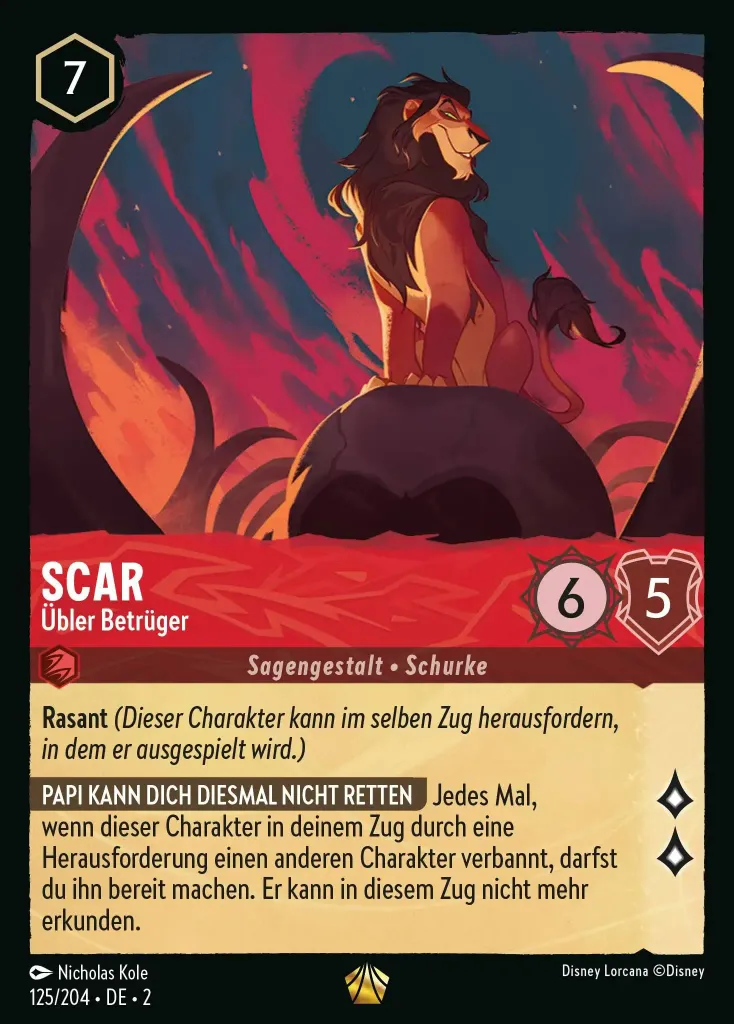 7
SCAR
Übler Betrüger
6
5
Sagengestalt • Schurke
Rasant (Dieser Charakter kann im selben Zug herausfordern,
in dem er ausgespielt wird.)
PAPI KANN DICH DIESMAL NICHT RETTEN Jedes Mal,
wenn dieser Charakter in deinem Zug durch eine
Herausforderung einen anderen Charakter verbannt, darfst
du ihn bereit machen. Er kann in diesem Zug nicht mehr
erkunden.
Nicholas Kole
Disney Lorcana ©Disney
125/204 • DE • 2